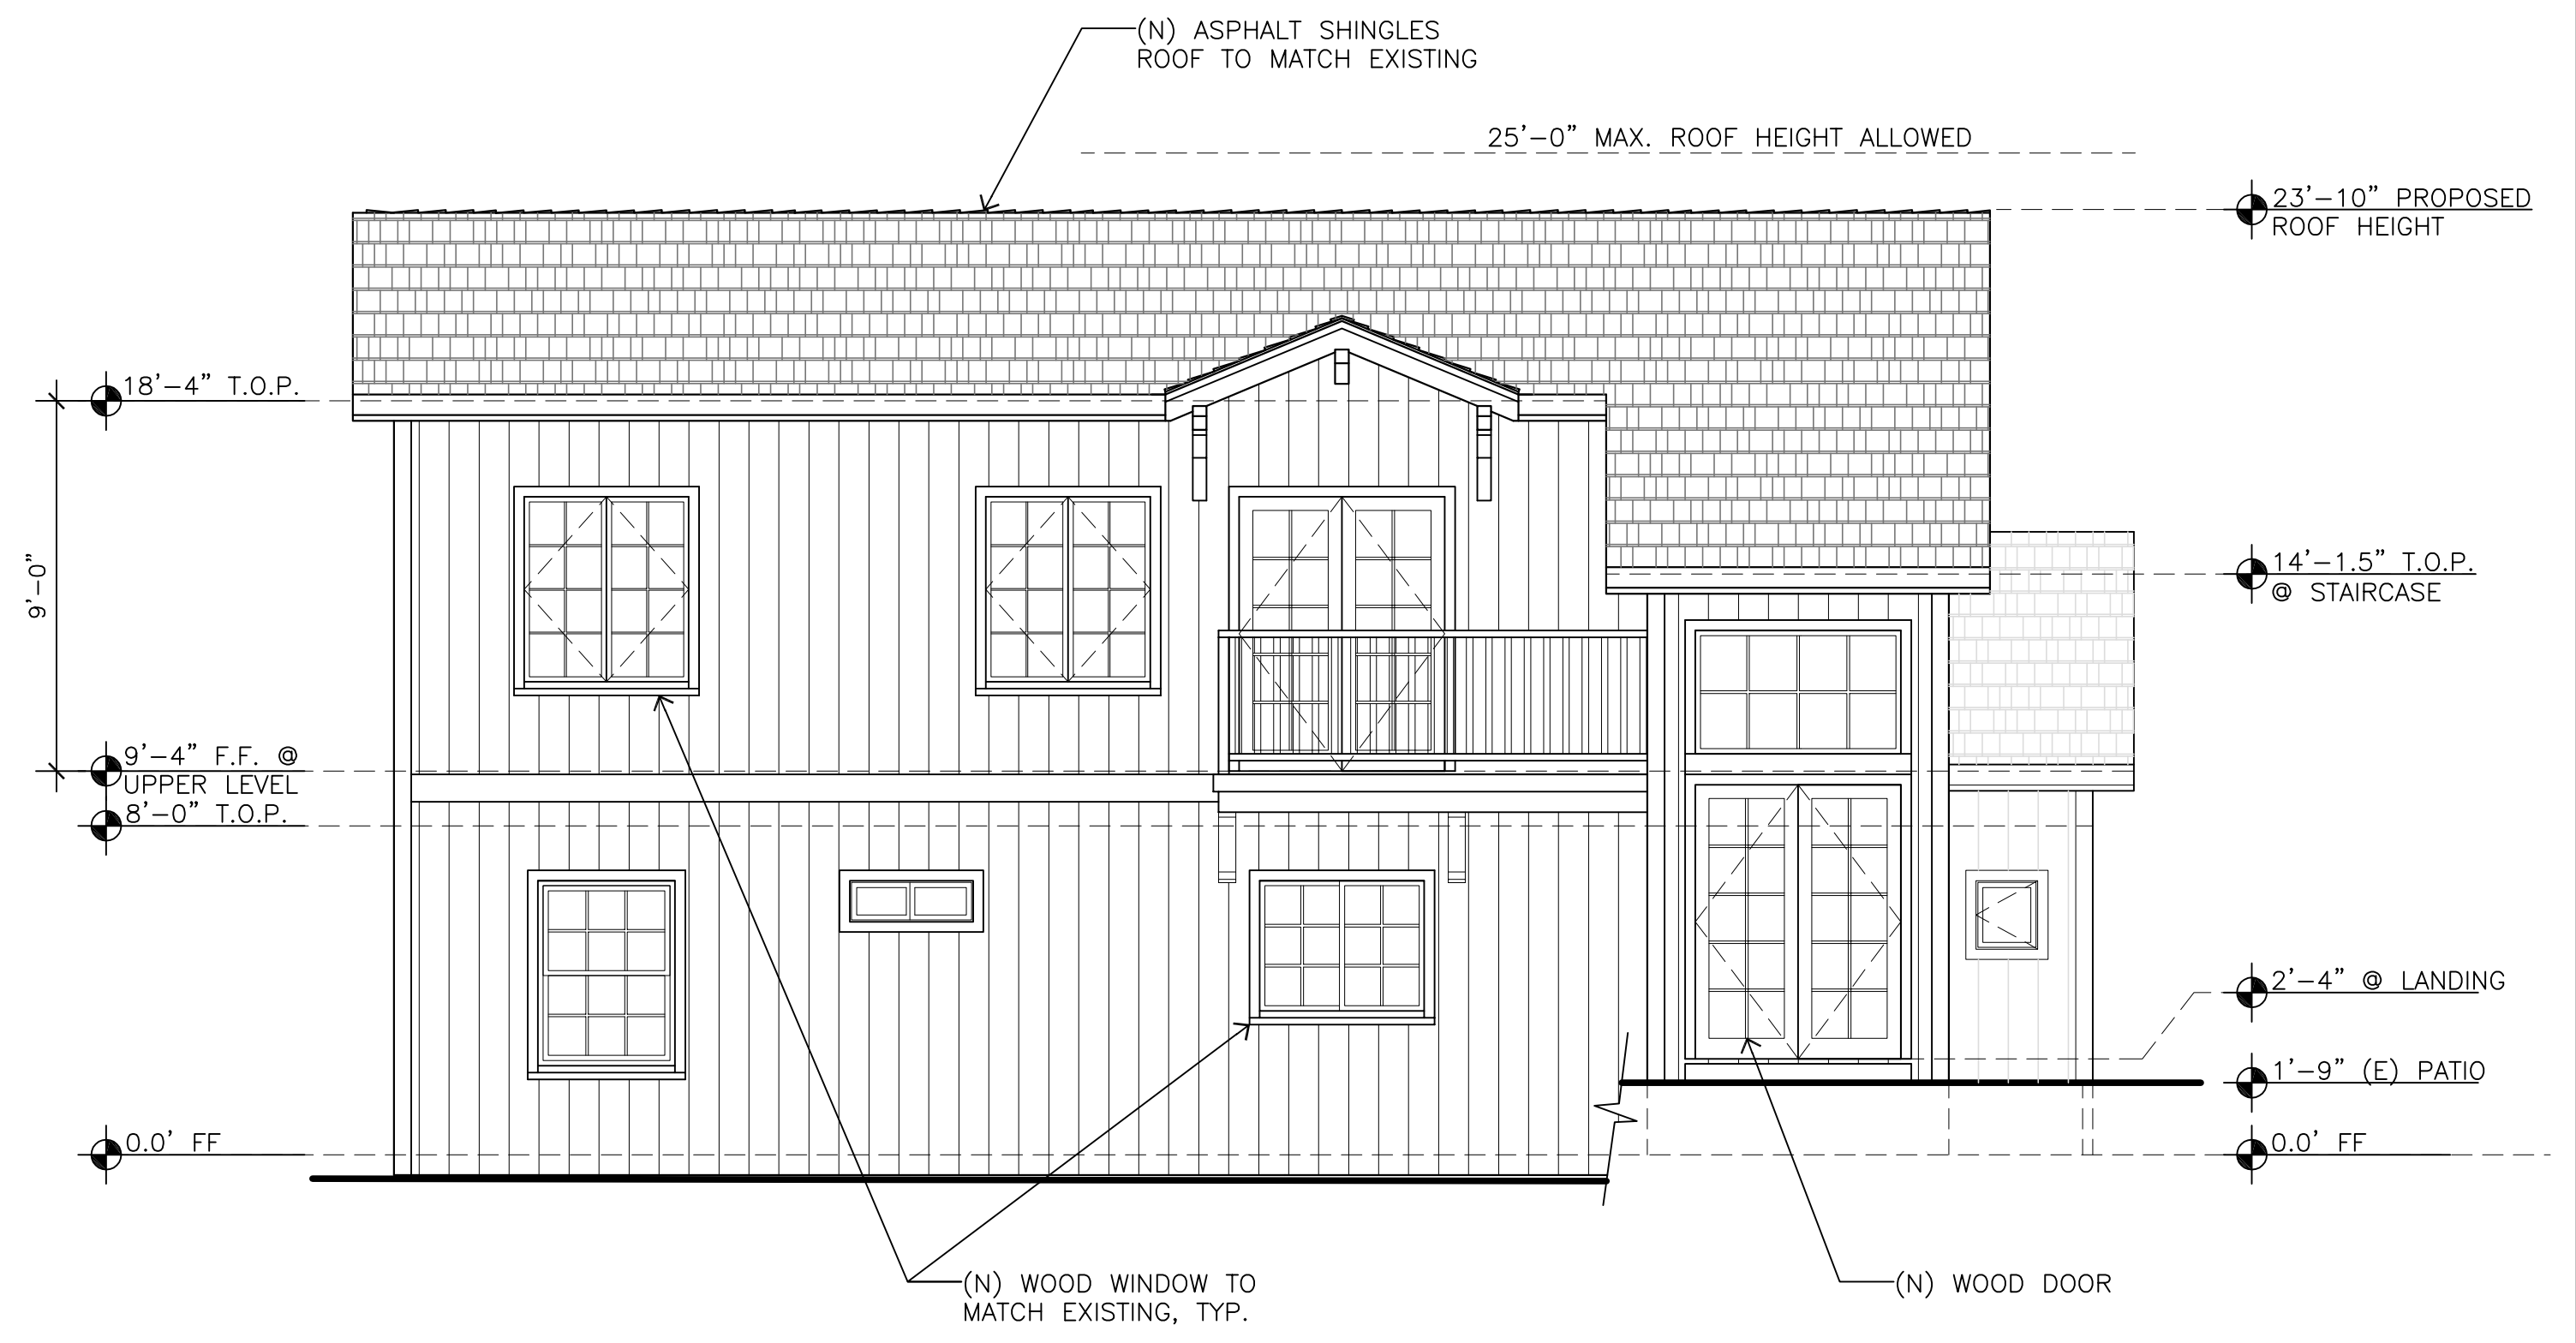 (N) ASPHALT SHINGLES
ROOF TO MATCH EXISTING
25'-0" MAX. ROOF HEIGHT ALLOWED
23'-10" PROPOSED
ROOF HEIGHT
18'-4" T.O.P.
14'-1.5" T.O.P.
@ STAIRCASE
9'-0"
9'-4" F.F. @
UPPER LEVEL
8'-0" T.O.P.
2'-4" @ LANDING
1'-9" (E) PATIO
0.0' FF
0.0' FF
(N) WOOD WINDOW TO
MATCH EXISTING, TYP.
(N) WOOD DOOR